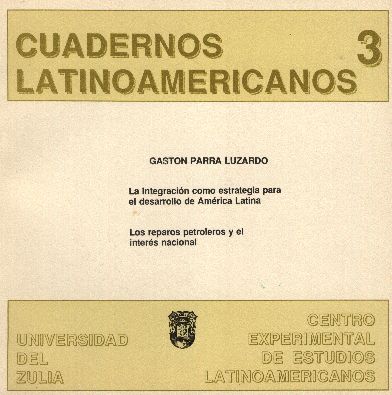 CUADERNOS 3
LATINOAMERICANOS
GASTON PARRA LUZARDO
La Integración como estrategia para
el desarrollo de América Latina
Los reparos petroleros y el
interés nacional
UNIVERSIDAD
DEL
ZULIA
CENTRO
EXPERIMENTAL
DE ESTUDIOS
LATINOAMERICANOS